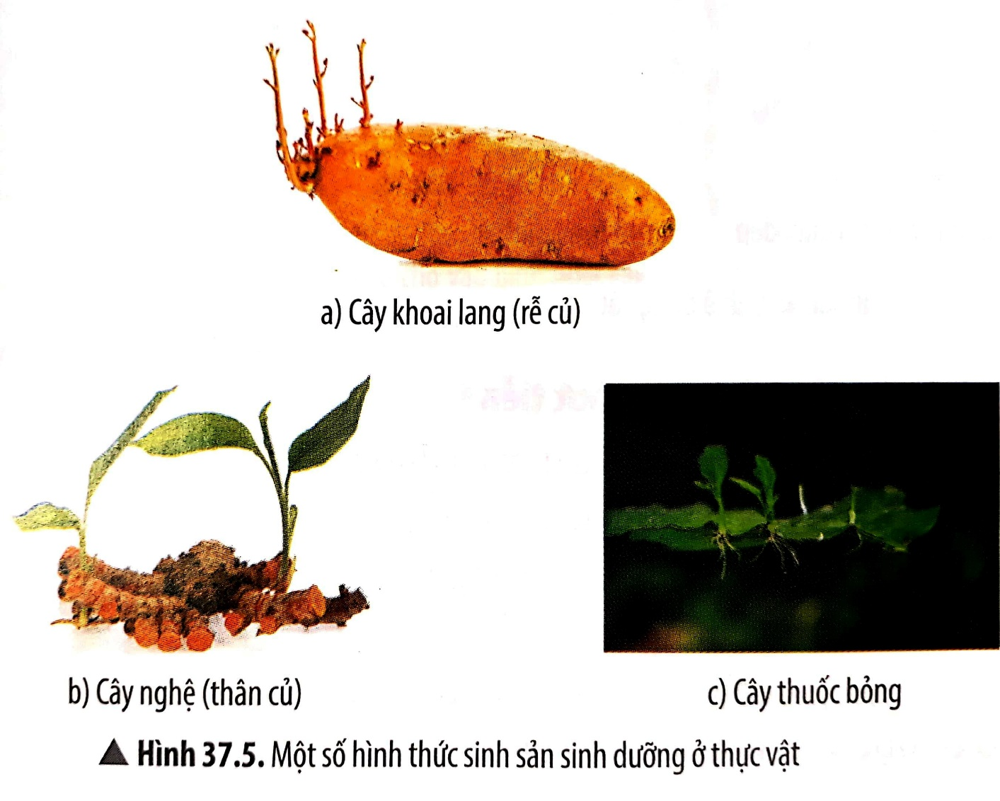 a) Cây khoai lang (rễ củ)
b) Cây nghệ (thân củ)
c) Cây thuốc bỏng
▲ Hình 37.5. Một số hình thức sinh sản sinh dưỡng ở thực vật